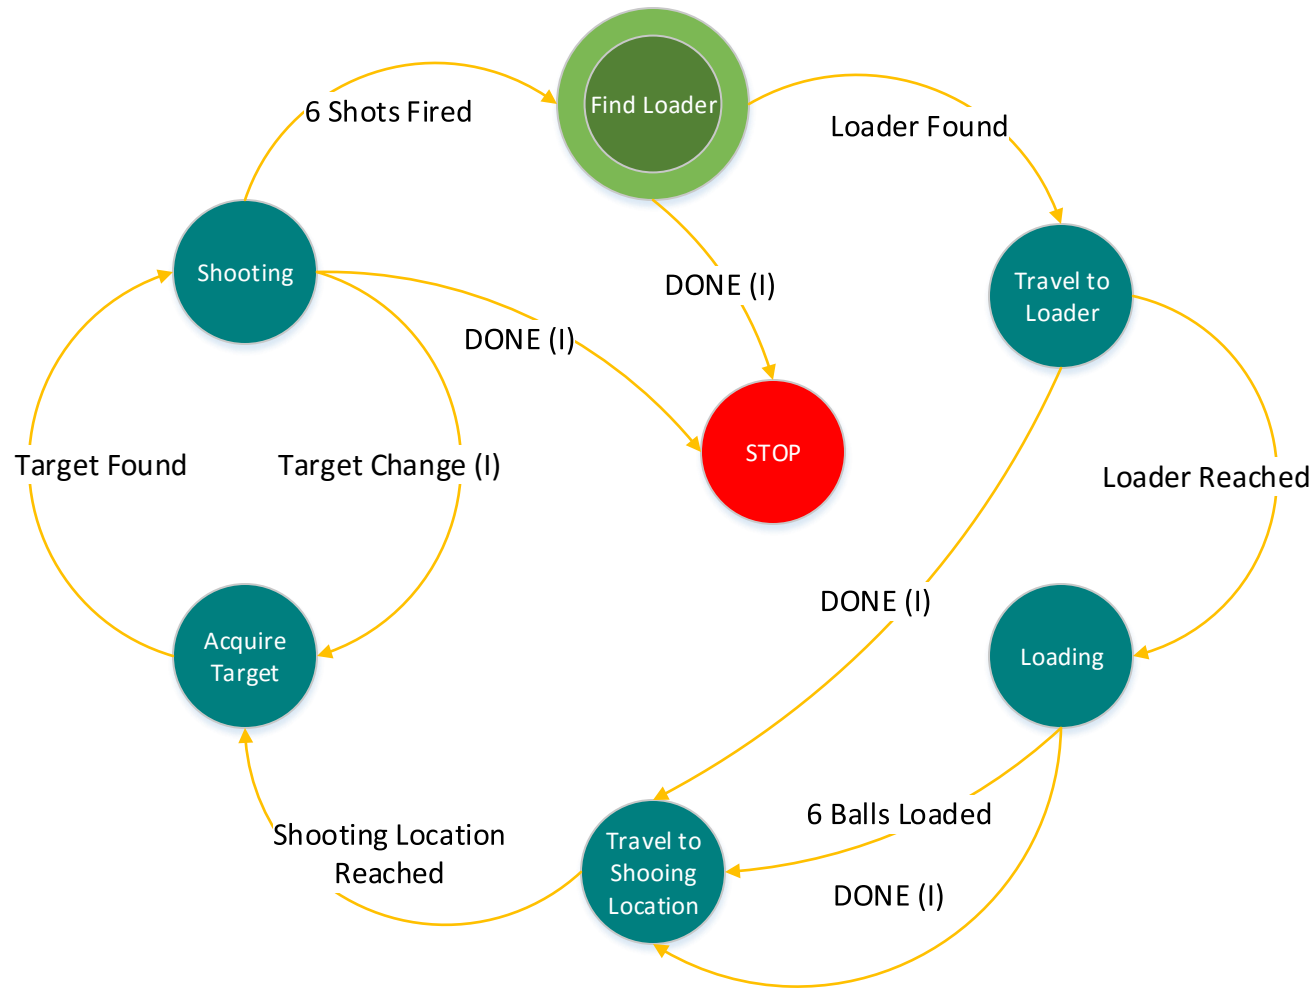 Find Loader
6 Shots Fired
Loader Found
Shooting
DONE (I)
Travel to
Loader
DONE (I)
STOP
Target Found
Target Change (I)
Loader Reached
DONE (I)
Acquire
Target
Loading
6 Balls Loaded
Shooting Location
Reached
Travel to
Shooing
Location
DONE (I)